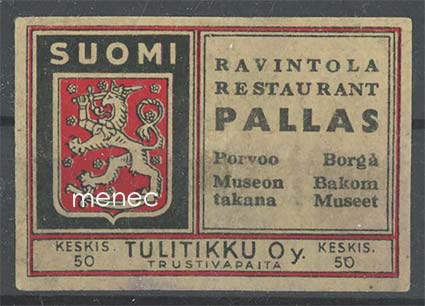 SUOMI
menec
RAVINTOLA
RESTAURANT
PALLAS
Porvoo Borgå
Museon Bakom
takana Museet
KESKIS. 50
TULITIKKU Oy.
TRUSTIVAPAITA
KESKIS. 50